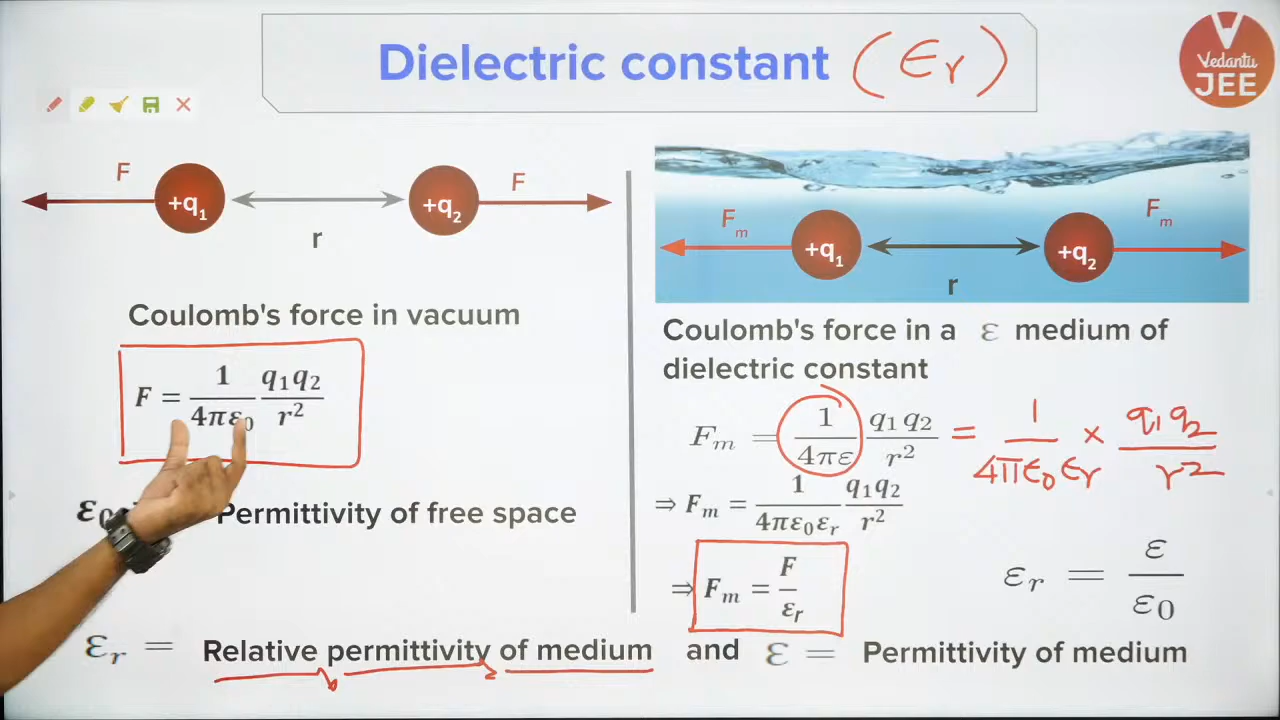 Dielectric constant (εr)
Vedantu
JEE
F
+q₁
+q₂
F
r
Coulomb's force in vacuum
F = 1/4πε₀ q₁q₂/r²
ε₀ Permittivity of free space
Fₘ
+q₁
+q₂
Fₘ
r
Coulomb's force in a ε medium of
dielectric constant
Fₘ = 1/4πε q₁q₂/r² = 1/4πε₀εr × q₁q₂/r²
⇒ Fₘ = 1/4πε₀εr q₁q₂/r²
⇒ Fₘ = F/εr
εr = ε/ε₀
εr = Relative permittivity of medium and ε = Permittivity of medium